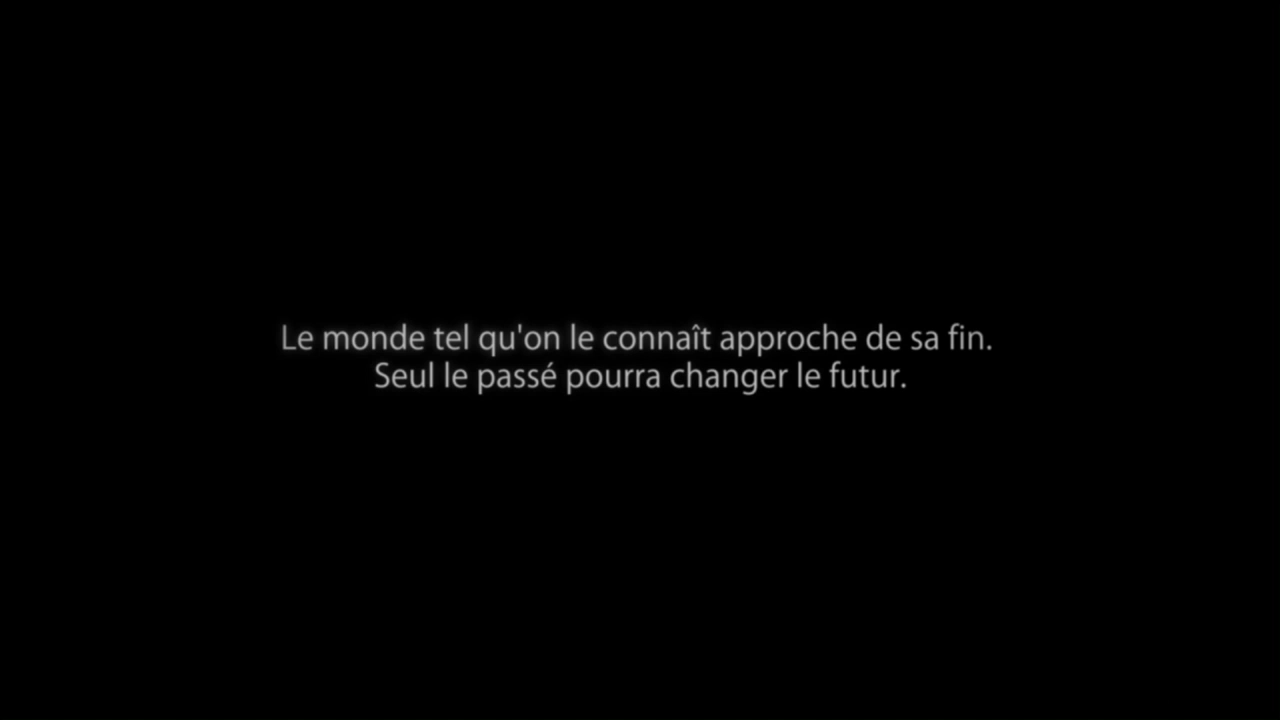 Le monde tel qu'on le connaît approche de sa fin.
Seul le passé pourra changer le futur.